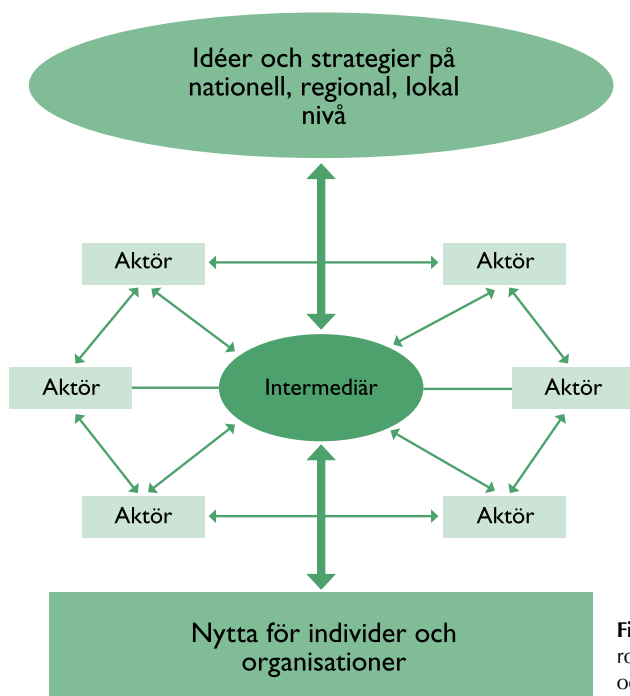 Idéer och strategier på
nationell, regional, lokal
nivå
Aktör
Aktör
Aktör
Intermediär
Aktör
Aktör
Aktör
Nytta för individer och
organisationer